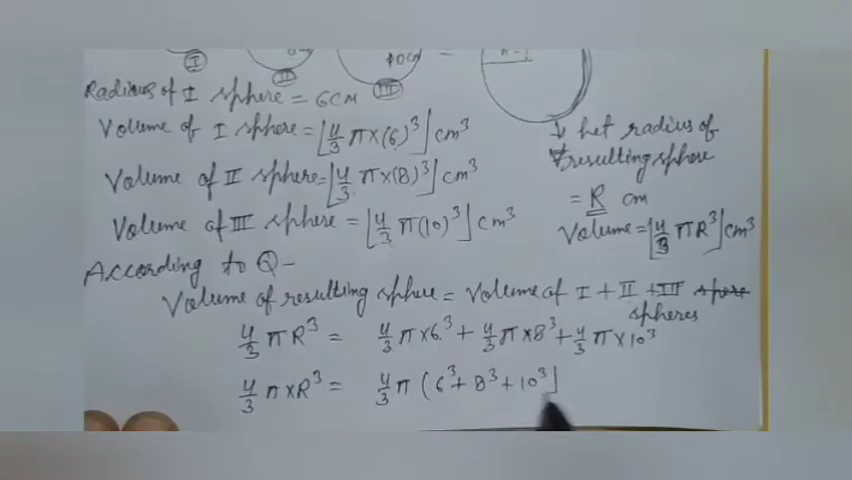 I
II
10cm
III
=
R=?
Radius of I sphere = 6cm
Volume of I sphere = [4/3 π×(6)³] cm³
Volume of II sphere = [4/3 π×(8)³] cm³
Volume of III sphere = [4/3 π(10)³] cm³
↓ let radius of
resulting sphere
= R cm
Volume = [4/3 πR³] cm³
According to Q-
Volume of resulting sphere = Volume of I + II + III
spheres
4/3 πR³ = 4/3 π×6³ + 4/3 π×8³ + 4/3 π×10³
4/3 π×R³ = 4/3 π (6³ + 8³ + 10³]